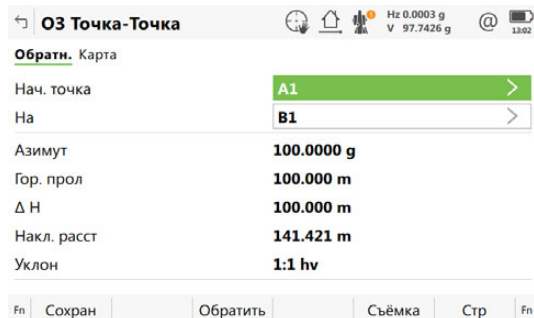 ОЗ Точка-Точка Hz 0.0003 g
V 97.7426 g @ 13:02
Обратн. Карта
Нач. точка A1
На B1
Азимут 100.0000 g
Гор. прол 100.000 m
Δ H 100.000 m
Накл. расст 141.421 m
Уклон 1:1 hv
Fn Сохран Обратить Съёмка Стр Fn